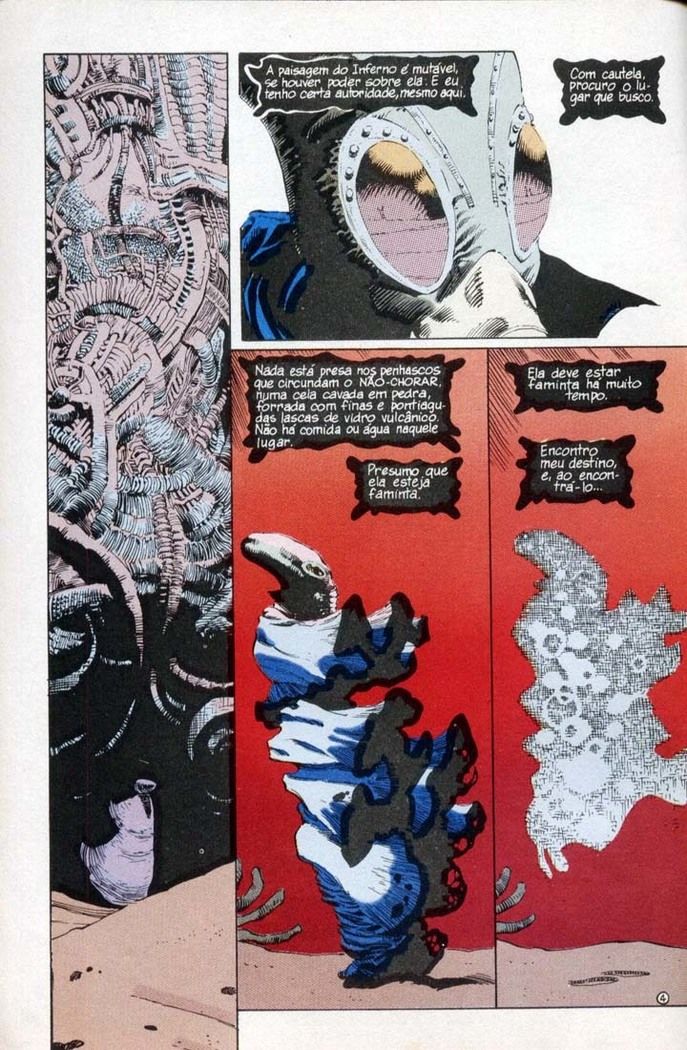 A paisagem do Inferno é mutável,
se houver poder sobre ela. E eu
tenho certa autoridade, mesmo aqui.
Com cautela,
procuro o lu-
gar que busco.
Nada está presa nos penhascos
que circundam o NÃO-CHORAR,
numa cela cavada em pedra,
forrada com finas e pontiagu-
das lascas de vidro vulcânico.
Não há comida ou água naquele
lugar.
Presumo que
ela esteja
faminta.
Ela deve estar
faminta há muito
tempo.
Encontro
meu destino,
e, ao encon-
trá-lo...
4